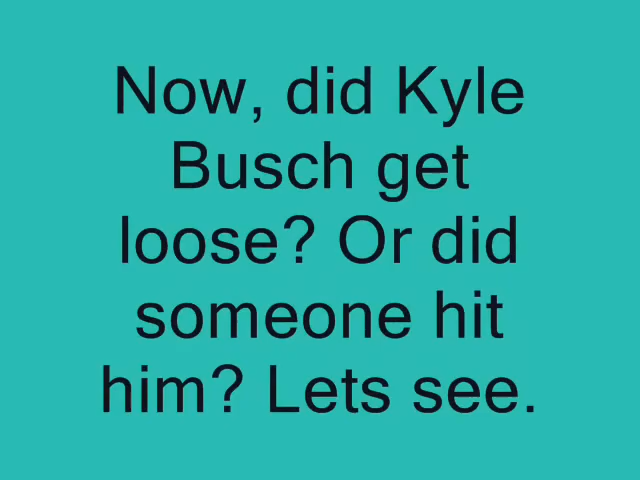 Now, did Kyle
Busch get
loose? Or did
someone hit
him? Lets see.